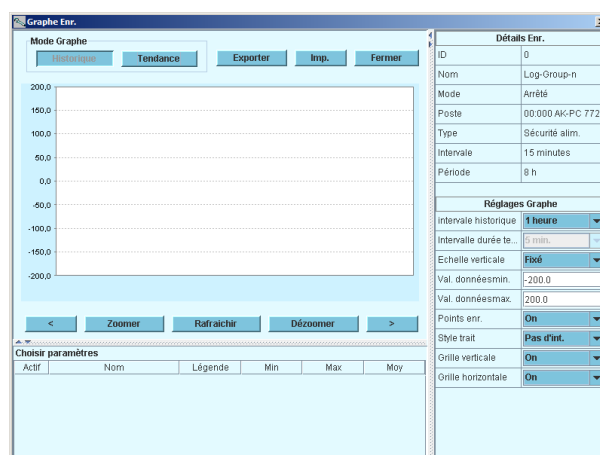 Graphe Enr.
Mode Graphe
Historique Tendance Exporter Imp. Fermer
200,0
150,0
100,0
50,0
0,0
-50,0
-100,0
-150,0
-200,0
< Zoomer Rafraichir Dézoomer >
Choisir paramètres
Actif Nom Légende Min Max Moy
Détails Enr.
ID 0
Nom Log-Group-n
Mode Arrêté
Poste 00:000 AK-PC 772
Type Sécurité alim.
Intervale 15 minutes
Période 8 h
Réglages Graphe
intervale historique 1 heure
Intervalle durée te... 5 min.
Echelle verticale Fixé
Val. donnéesmin. -200.0
Val. donnéesmax. 200.0
Points enr. On
Style trait Pas d'int.
Grille verticale On
Grille horizontale On